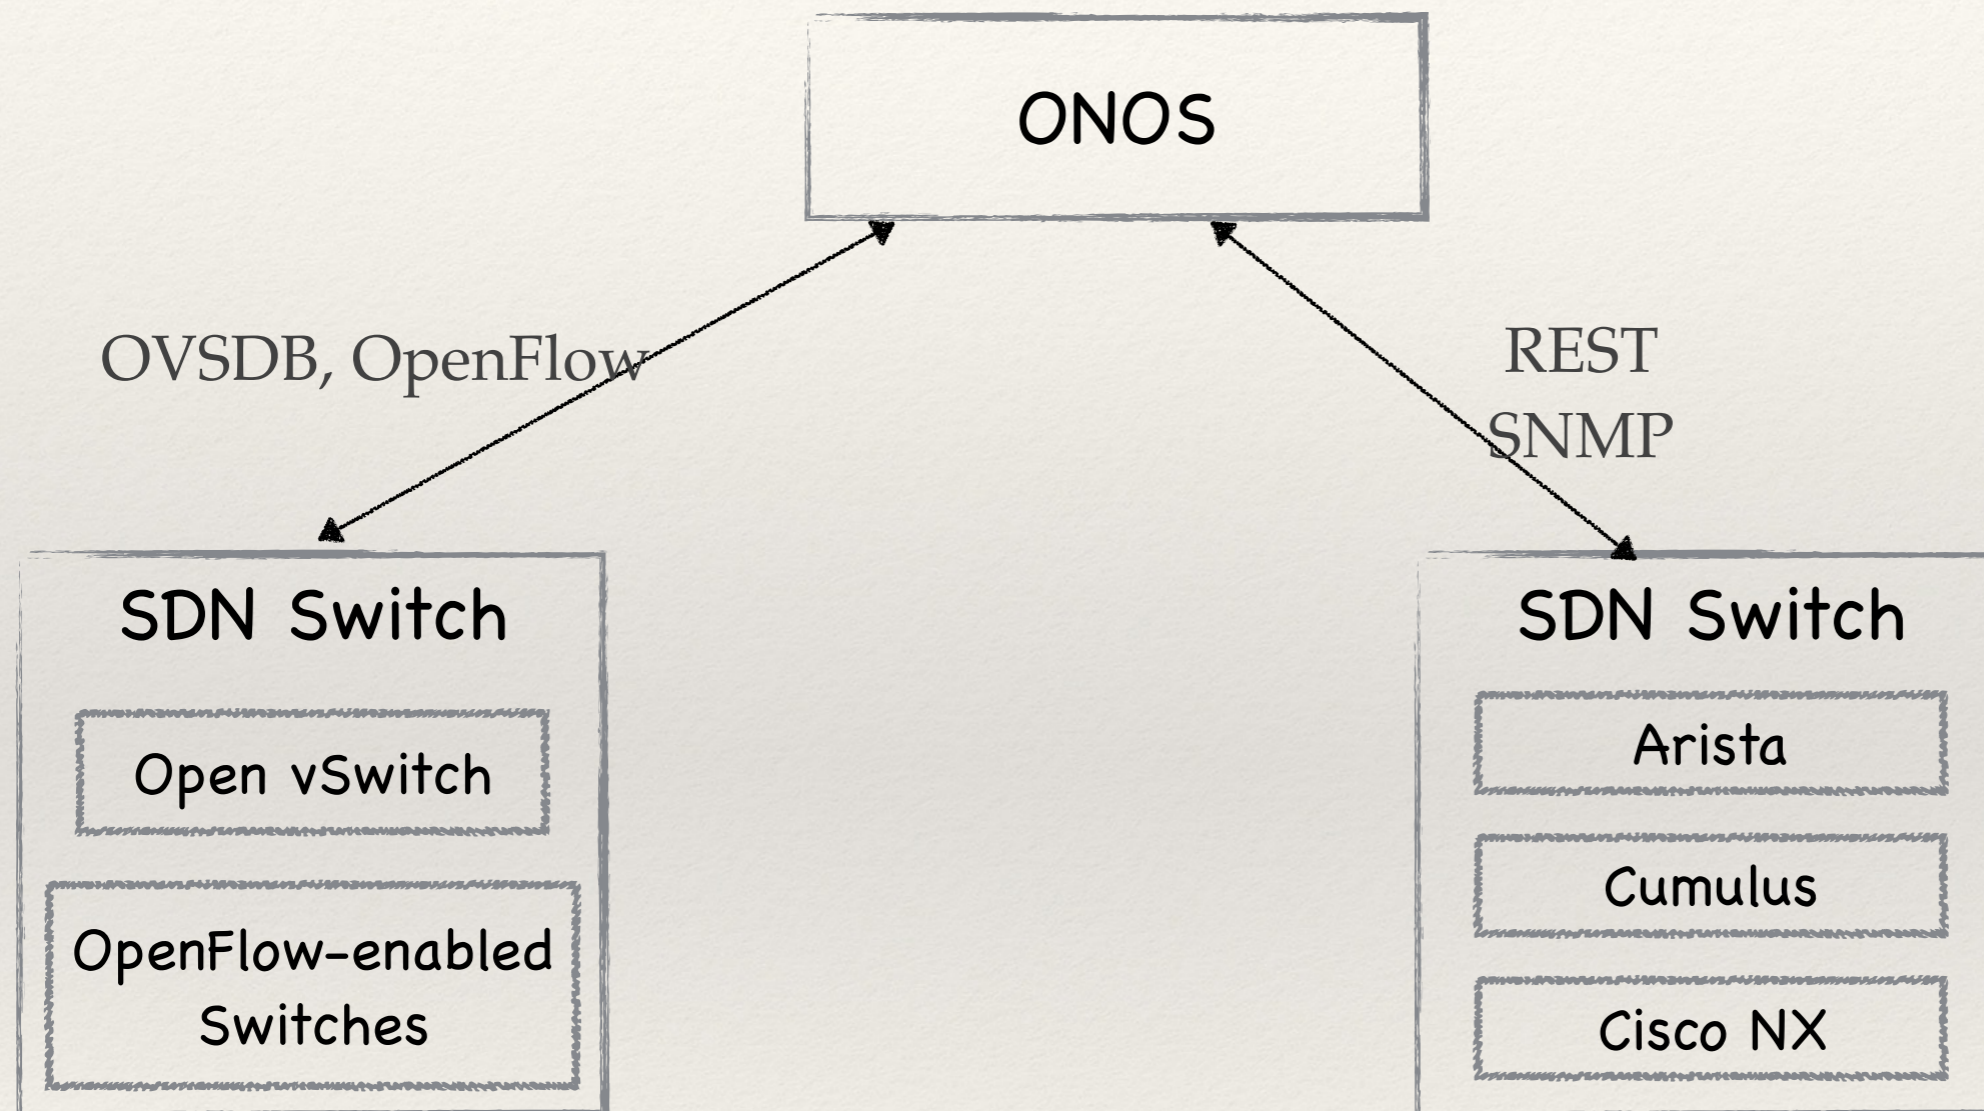 ONOS
OVSDB, OpenFlow
REST
SNMP
SDN Switch
Open vSwitch
OpenFlow-enabled
Switches
SDN Switch
Arista
Cumulus
Cisco NX